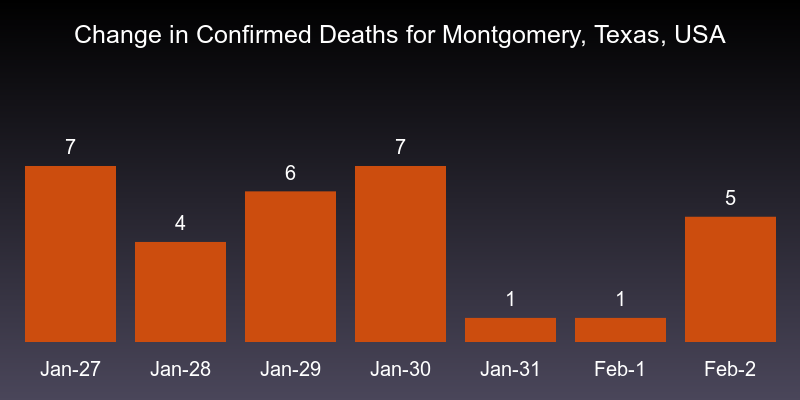 Change in Confirmed Deaths for Montgomery, Texas, USA
7
4
6
7
1
1
5
Jan-27
Jan-28
Jan-29
Jan-30
Jan-31
Feb-1
Feb-2